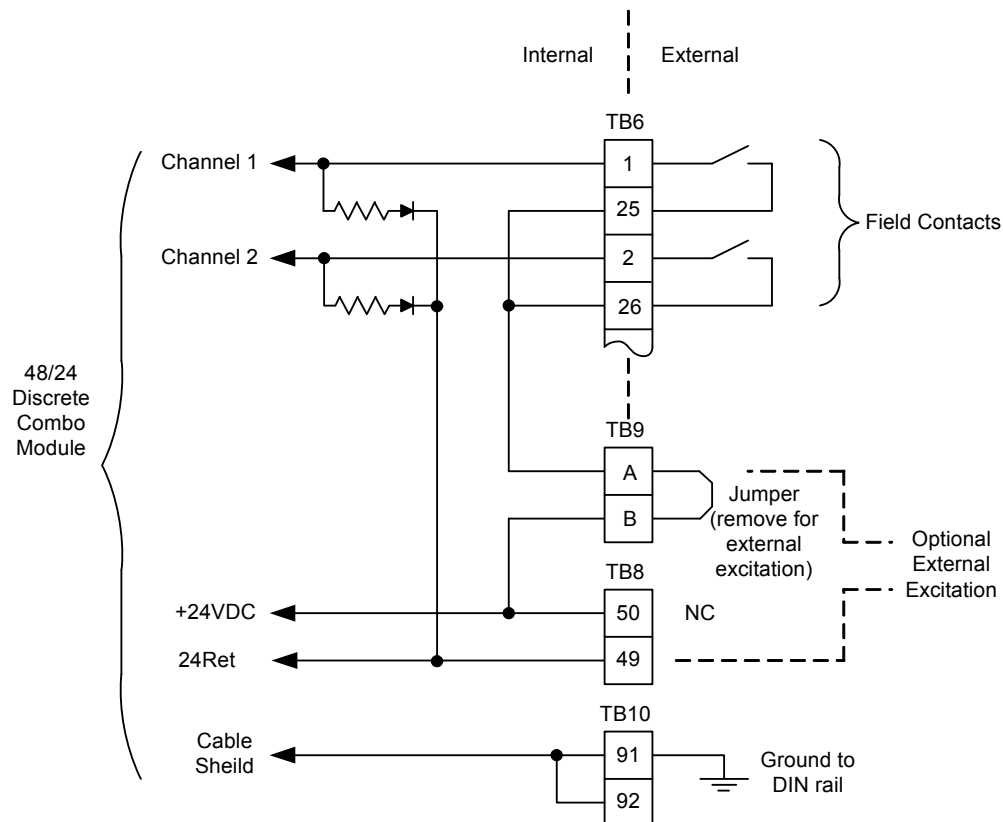 Internal
External
TB6
Channel 1
1
25
Channel 2
2
26
Field Contacts
48/24
Discrete
Combo
Module
TB9
A
B
Jumper
(remove for
external
excitation)
Optional
External
Excitation
TB8
+24VDC
50
NC
24Ret
49
TB10
Cable
Sheild
91
92
Ground to
DIN rail